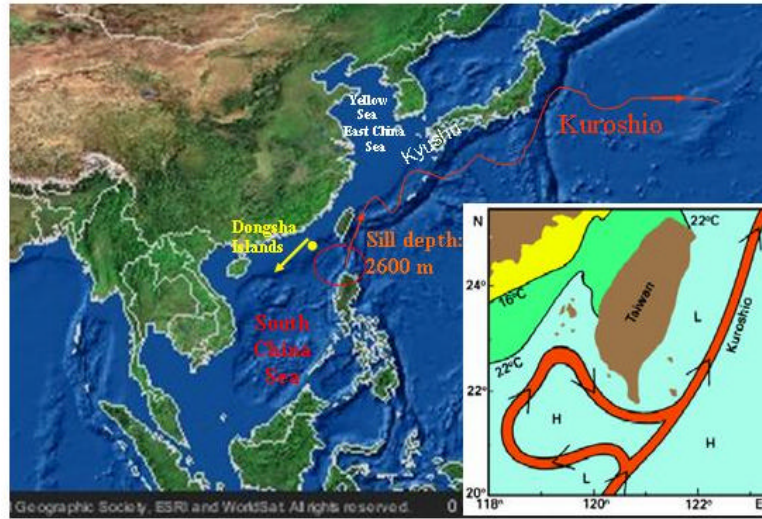 Yellow
Sea
East China
Sea
Kyushu
Kuroshio
Dongsha
Islands
Sill depth:
2600 m
South
China
Sea
N
22°C
24°
16°C
Taiwan
L
Kuroshio
22°C
22°
H
H
L
20°
118°
120°
122°
E
l Geographic Society, ESRI and WorldSat. All rights reserved.
0